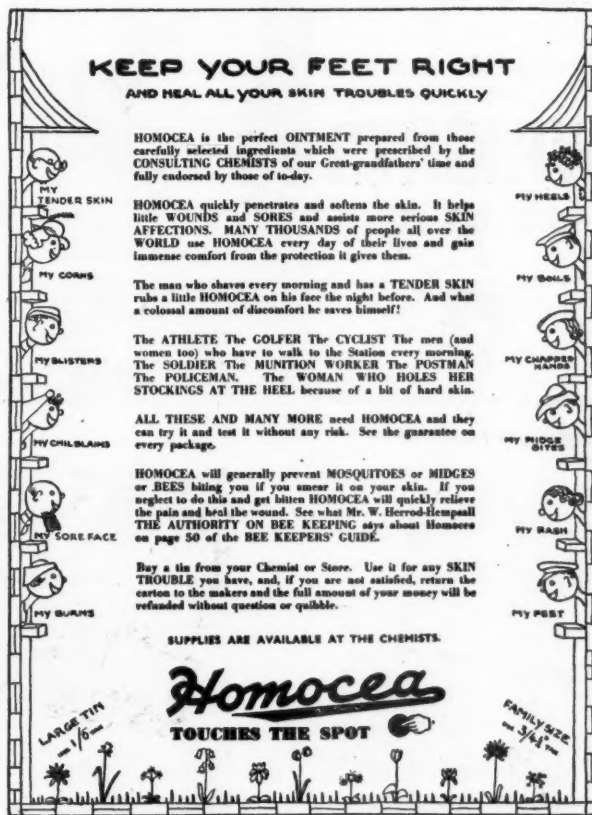 KEEP YOUR FEET RIGHT
AND HEAL ALL YOUR SKIN TROUBLES QUICKLY
HOMOCEA is the perfect OINTMENT prepared from those
carefully selected ingredients which were prescribed by the
CONSULTING CHEMISTS of our Great-grandfathers' time and
fully endorsed by those of to-day.
HOMOCEA quickly penetrates and softens the skin. It helps
little WOUNDS and SORES and assists more serious SKIN
AFFECTIONS. MANY THOUSANDS of people all over the
WORLD use HOMOCEA every day of their lives and gain
immense comfort from the protection it gives them.
The man who shaves every morning and has a TENDER SKIN
rubs a little HOMOCEA on his face the night before. And what
a colossal amount of discomfort he saves himself!
The ATHLETE The GOLFER The CYCLIST The men (and
women too) who have to walk to the Station every morning.
The SOLDIER The MUNITION WORKER The POSTMAN
The POLICEMAN. The WOMAN WHO HOLES HER
STOCKINGS AT THE HEEL because of a bit of hard skin.
ALL THESE AND MANY MORE need HOMOCEA and they
can try it and test it without any risk. See the guarantee on
every package.
HOMOCEA will generally prevent MOSQUITOES or MIDGES
or BEES biting you if you smear it on your skin. If you
neglect to do this and get bitten HOMOCEA will quickly relieve
the pain and heal the wound. See what Mr. W. Herrod-Hempsall
THE AUTHORITY ON BEE KEEPING says about Homocea
on page 50 of the BEE KEEPERS' GUIDE.
Buy a tin from your Chemist or Store. Use it for any SKIN
TROUBLE you have, and, if you are not satisfied, return the
carton to the makers and the full amount of your money will be
refunded without question or quibble.
SUPPLIES ARE AVAILABLE AT THE CHEMISTS.
MY
TENDER SKIN
MY CORNS
MY BLISTERS
MY CHILBLAINS
MY SORE FACE
MY BURNS
MY HEELS
MY BOILS
MY CHAPPED
HANDS
MY MIDGE
BITES
MY RASH
MY FEET
Homocea
TOUCHES THE SPOT
LARGE TIN
1/6
FAMILY SIZE
3/4½